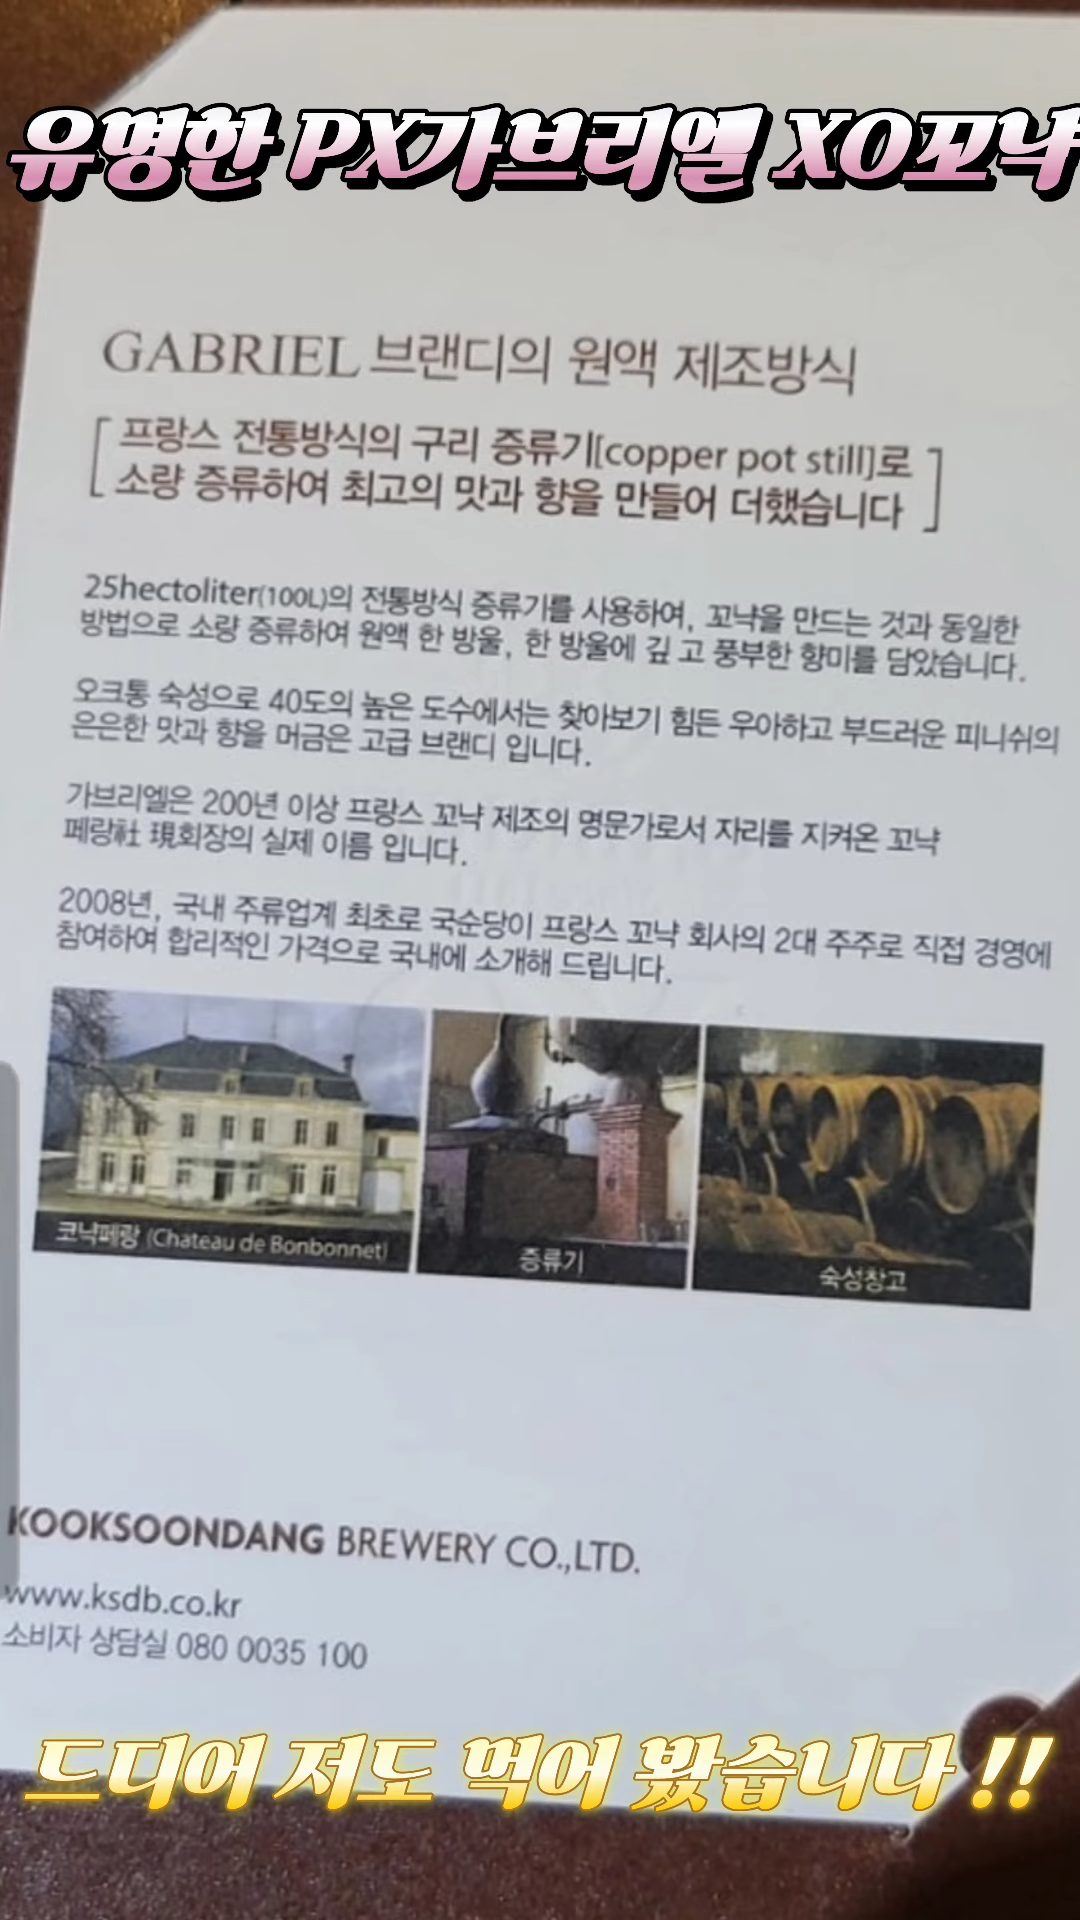 유명한 PX가브리엘 XO꼬냑
GABRIEL 브랜디의 원액 제조방식
프랑스 전통방식의 구리 증류기[copper pot still]로
소량 증류하여 최고의 맛과 향을 만들어 더했습니다
25hectoliter(100L)의 전통방식 증류기를 사용하여, 꼬냑을 만드는 것과 동일한
방법으로 소량 증류하여 원액 한 방울, 한 방울에 깊 고 풍부한 향미를 담았습니다.
오크통 숙성으로 40도의 높은 도수에서는 찾아보기 힘든 우아하고 부드러운 피니쉬의
은은한 맛과 향을 머금은 고급 브랜디 입니다.
가브리엘은 200년 이상 프랑스 꼬냑 제조의 명문가로서 자리를 지켜온 꼬냑
페랑社 現회장의 실제 이름 입니다.
2008년, 국내 주류업계 최초로 국순당이 프랑스 꼬냑 회사의 2대 주주로 직접 경영에
참여하여 합리적인 가격으로 국내에 소개해 드립니다.
코냑페랑 (Chateau de Bonbonnet)
증류기
숙성창고
KOOKSOONDANG BREWERY CO.,LTD.
www.ksdb.co.kr
소비자 상담실 080 0035 100
드디어 저도 먹어 봤습니다 !!